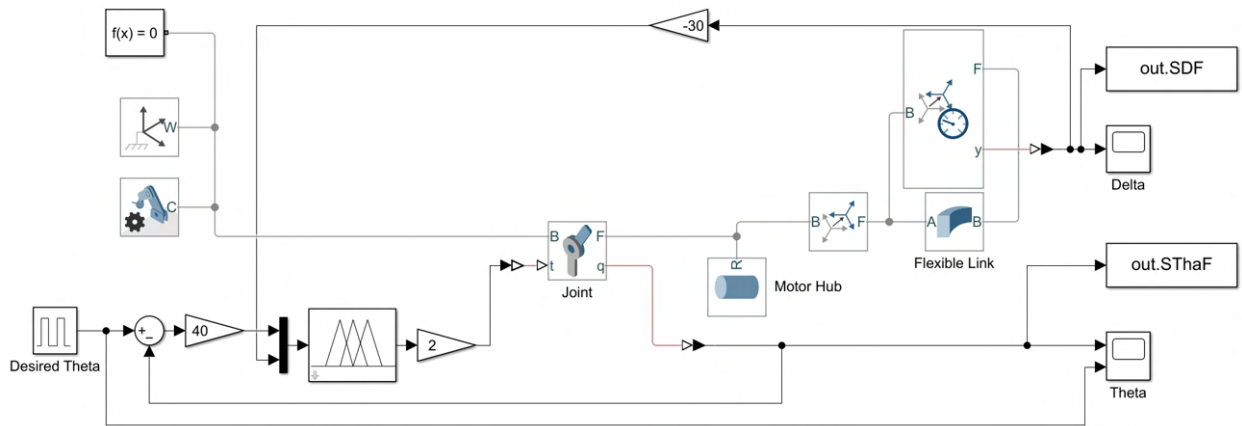 f(x) = 0
-30
out.SDF
F
W
B
y
Delta
C
B
F
A
B
B
F
t
q
R
Flexible Link
out.SThaF
Joint
Motor Hub
+
−
40
2
Desired Theta
Theta